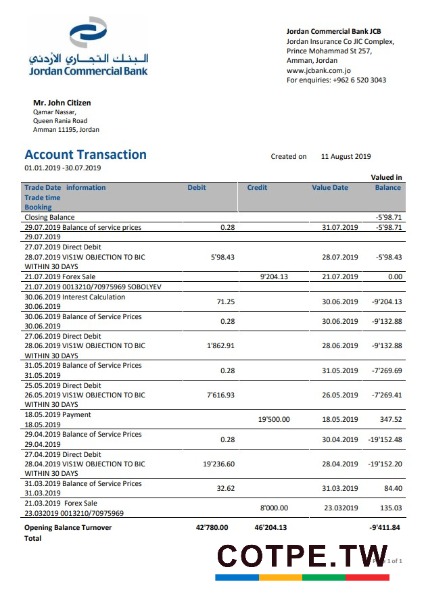 البنك التجاري الأردني
Jordan Commercial Bank
Jordan Commercial Bank JCB
Jordan Insurance Co JIC Complex,
Prince Mohammad St 257,
Amman, Jordan
www.jcbank.com.jo
For enquiries: +962 6 520 3043
Mr. John Citizen
Qamar Nassar,
Queen Rania Road
Amman 11195, Jordan
Account Transaction
Created on 11 August 2019
01.01.2019 -30.07.2019
Valued in
Trade Date information Debit Credit Value Date Balance
Trade time
Booking
Closing Balance -5'98.71
29.07.2019 Balance of service prices 0.28 31.07.2019 -5'98.71
29.07.2019
27.07.2019 Direct Debit
28.07.2019 VIS1W OBJECTION TO BIC 5'98.43 28.07.2019 -5'98.43
WITHIN 30 DAYS
21.07.2019 Forex Sale 9'204.13 21.07.2019 0.00
21.07.2019 0013210/70975969 SOBOLYEV
30.06.2019 Interest Calculation 71.25 30.06.2019 -9'204.13
30.06.2019
30.06.2019 Balance of Service Prices 0.28 30.06.2019 -9'132.88
30.06.2019
27.06.2019 Direct Debit
28.06.2019 VIS1W OBJECTION TO BIC 1'862.91 28.06.2019 -9'132.88
WITHIN 30 DAYS
31.05.2019 Balance of Service Prices 0.28 31.05.2019 -7'269.69
31.05.2019
25.05.2019 Direct Debit
26.05.2019 VIS1W OBJECTION TO BIC 7'616.93 26.05.2019 -7'269.41
WITHIN 30 DAYS
18.05.2019 Payment 19'500.00 18.05.2019 347.52
18.05.2019
29.04.2019 Balance of Service Prices 0.28 30.04.2019 -19'152.48
29.04.2019
27.04.2019 Direct Debit
28.04.2019 VIS1W OBJECTION TO BIC 19'236.60 28.04.2019 -19'152.20
WITHIN 30 DAYS
31.03.2019 Balance of Service Prices 32.62 31.03.2019 84.40
31.03.2019
21.03.2019 Forex Sale 8'000.00 23.032019 135.03
23.032019 0013210/70975969
Opening Balance Turnover 42'780.00 46'204.13 -9'411.84
Total
COTPE.TW
1 of 1